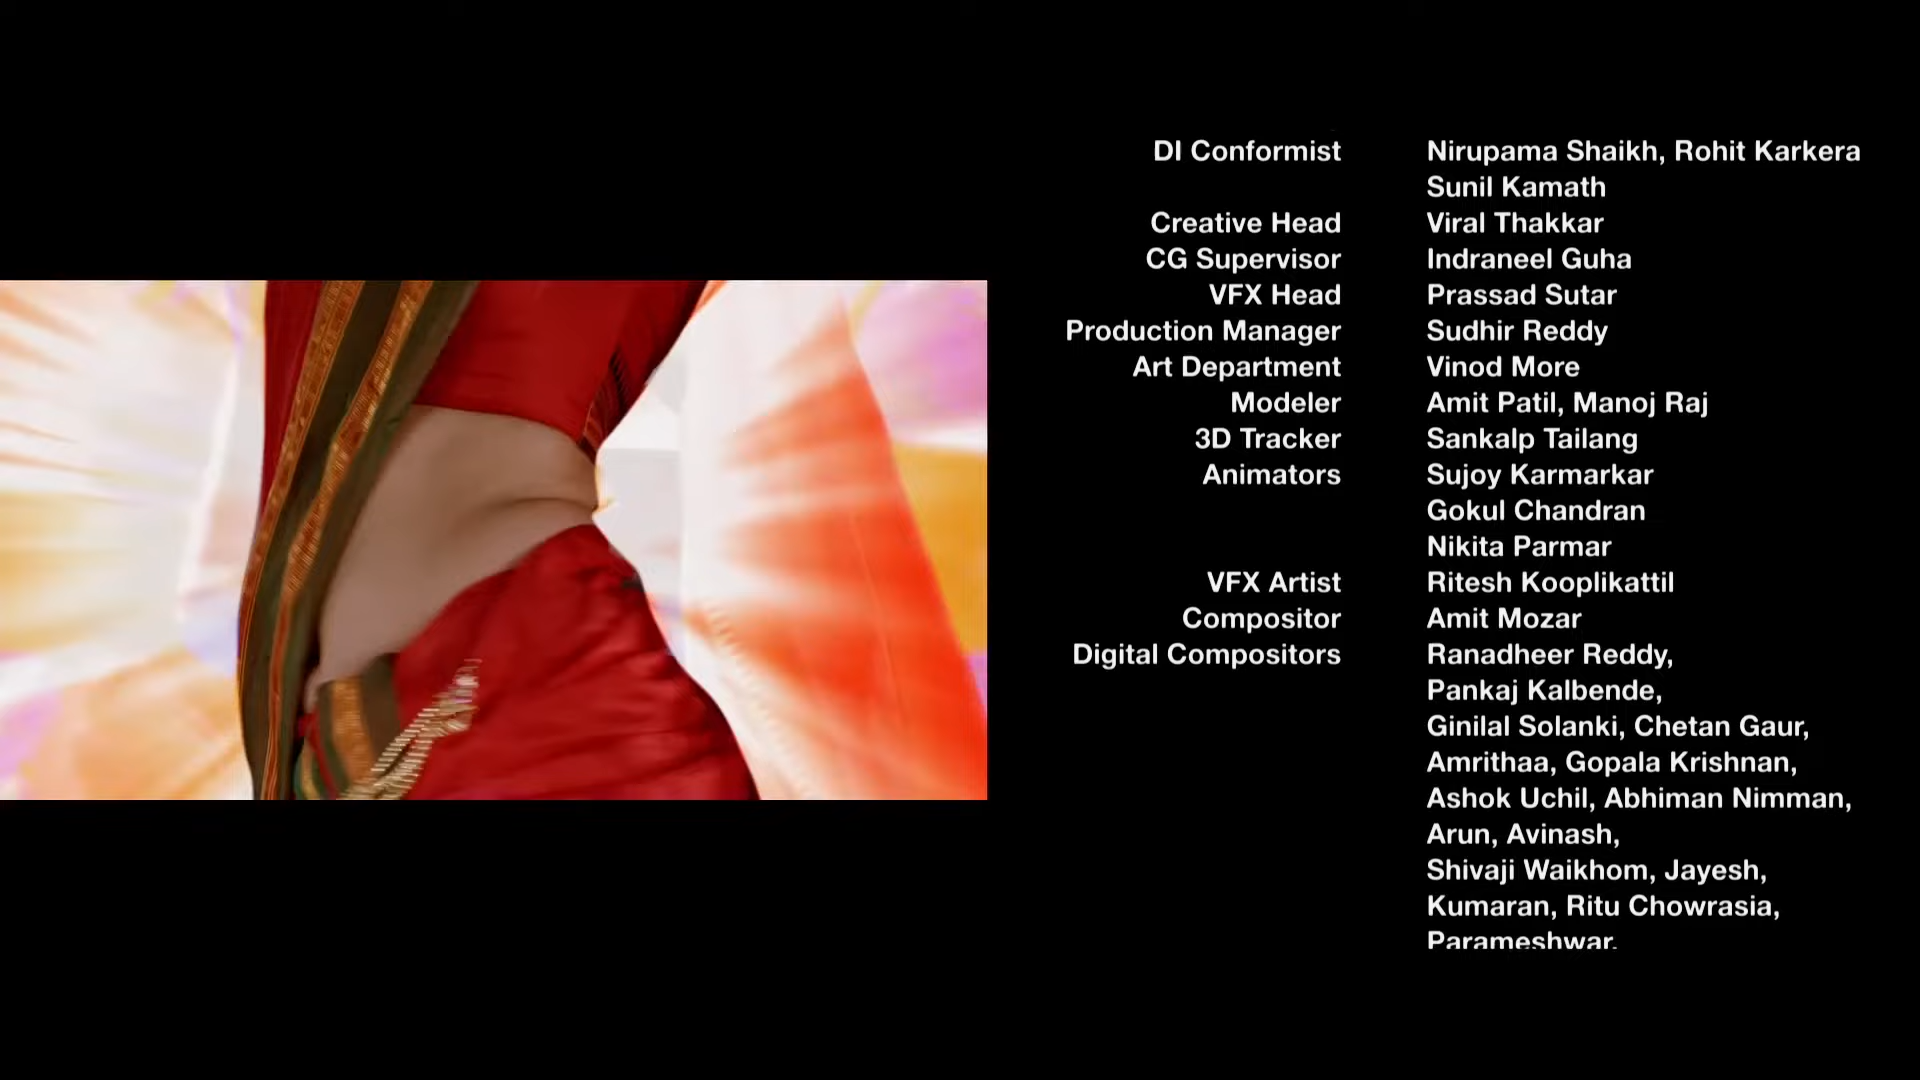 DI Conformist Nirupama Shaikh, Rohit Karkera
Sunil Kamath
Creative Head Viral Thakkar
CG Supervisor Indraneel Guha
VFX Head Prassad Sutar
Production Manager Sudhir Reddy
Art Department Vinod More
Modeler Amit Patil, Manoj Raj
3D Tracker Sankalp Tailang
Animators Sujoy Karmarkar
Gokul Chandran
Nikita Parmar
VFX Artist Ritesh Kooplikattil
Compositor Amit Mozar
Digital Compositors Ranadheer Reddy,
Pankaj Kalbende,
Ginilal Solanki, Chetan Gaur,
Amrithaa, Gopala Krishnan,
Ashok Uchil, Abhiman Nimman,
Arun, Avinash,
Shivaji Waikhom, Jayesh,
Kumaran, Ritu Chowrasia,
Parameshwar,